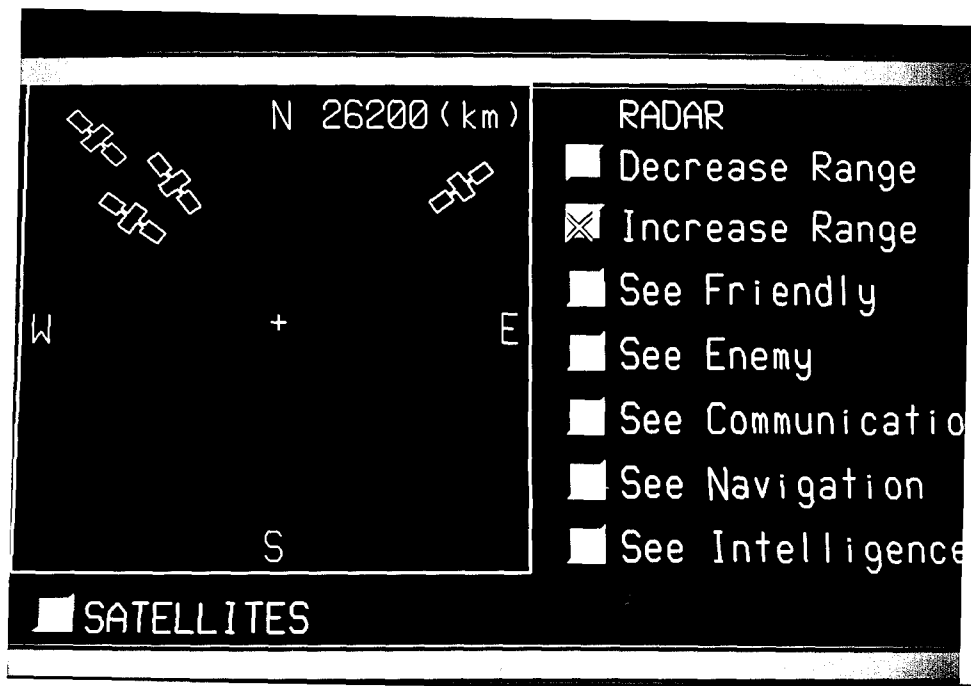 N 26200(km)
W + E
S
SATELLITES
RADAR
Decrease Range
Increase Range
See Friendly
See Enemy
See Communicatio
See Navigation
See Intelligence